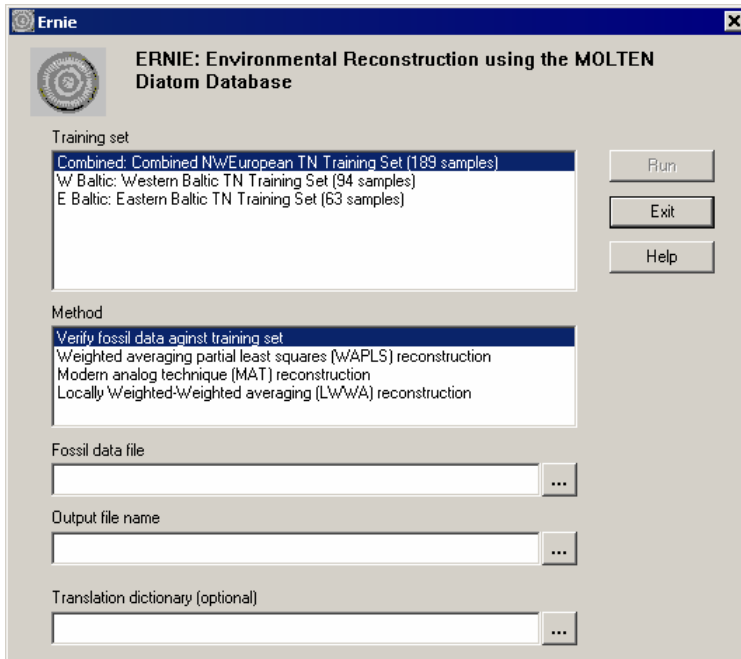 Ernie
ERNIE: Environmental Reconstruction using the MOLTEN
Diatom Database
Training set
Combined: Combined NWEuropean TN Training Set (189 samples)
W Baltic: Western Baltic TN Training Set (94 samples)
E Baltic: Eastern Baltic TN Training Set (63 samples)
Run
Exit
Help
Method
Verify fossil data aginst training set
Weighted averaging partial least squares (WAPLS) reconstruction
Modern analog technique (MAT) reconstruction
Locally Weighted-Weighted averaging (LWWA) reconstruction
Fossil data file
...
Output file name
...
Translation dictionary (optional)
...